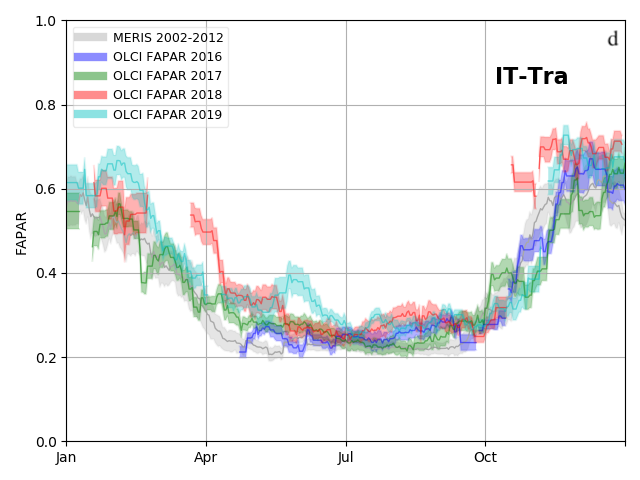 1.0
d
MERIS 2002-2012
OLCI FAPAR 2016
IT-Tra
OLCI FAPAR 2017
OLCI FAPAR 2018
0.8
OLCI FAPAR 2019
0.6
FAPAR
0.4
0.2
0.0
Jan Apr Jul Oct